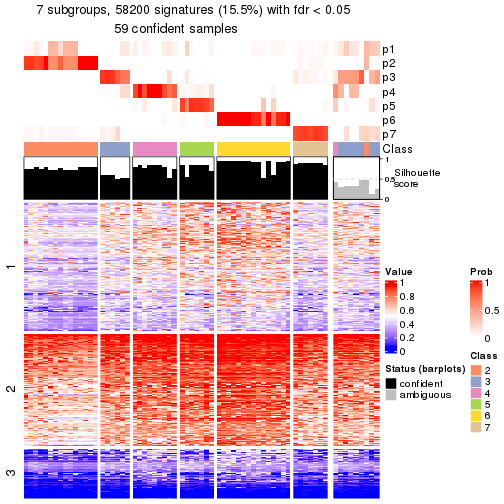 7 subgroups, 58200 signatures (15.5%) with fdr < 0.05
59 confident samples
p1
p2
p3
p4
p5
p6
p7
Class
1
0.5
0
Silhouette
score
1
2
3
Value
1
0.8
0.6
0.4
0.2
0
Prob
1
0.5
0
Status (barplots)
confident
ambiguous
Class
2
3
4
5
6
7